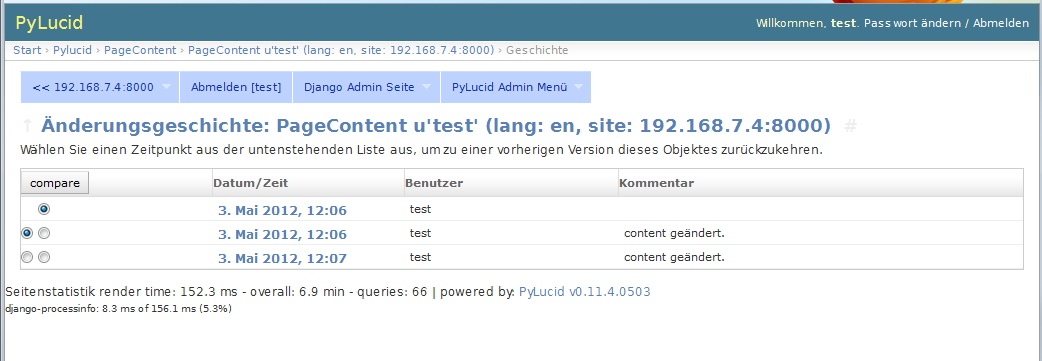 PyLucid
Willkommen, test. Passwort ändern / Abmelden
Start › Pylucid › PageContent › PageContent u'test' (lang: en, site: 192.168.7.4:8000) › Geschichte
<< 192.168.7.4:8000 Abmelden [test] Django Admin Seite PyLucid Admin Menü
↑ Änderungsgeschichte: PageContent u'test' (lang: en, site: 192.168.7.4:8000) #
Wählen Sie einen Zeitpunkt aus der untenstehenden Liste aus, um zu einer vorherigen Version dieses Objektes zurückzukehren.
compare Datum/Zeit Benutzer Kommentar
3. Mai 2012, 12:06 test
3. Mai 2012, 12:06 test content geändert.
3. Mai 2012, 12:07 test content geändert.
Seitenstatistik render time: 152.3 ms - overall: 6.9 min - queries: 66 | powered by: PyLucid v0.11.4.0503
django-processinfo: 8.3 ms of 156.1 ms (5.3%)